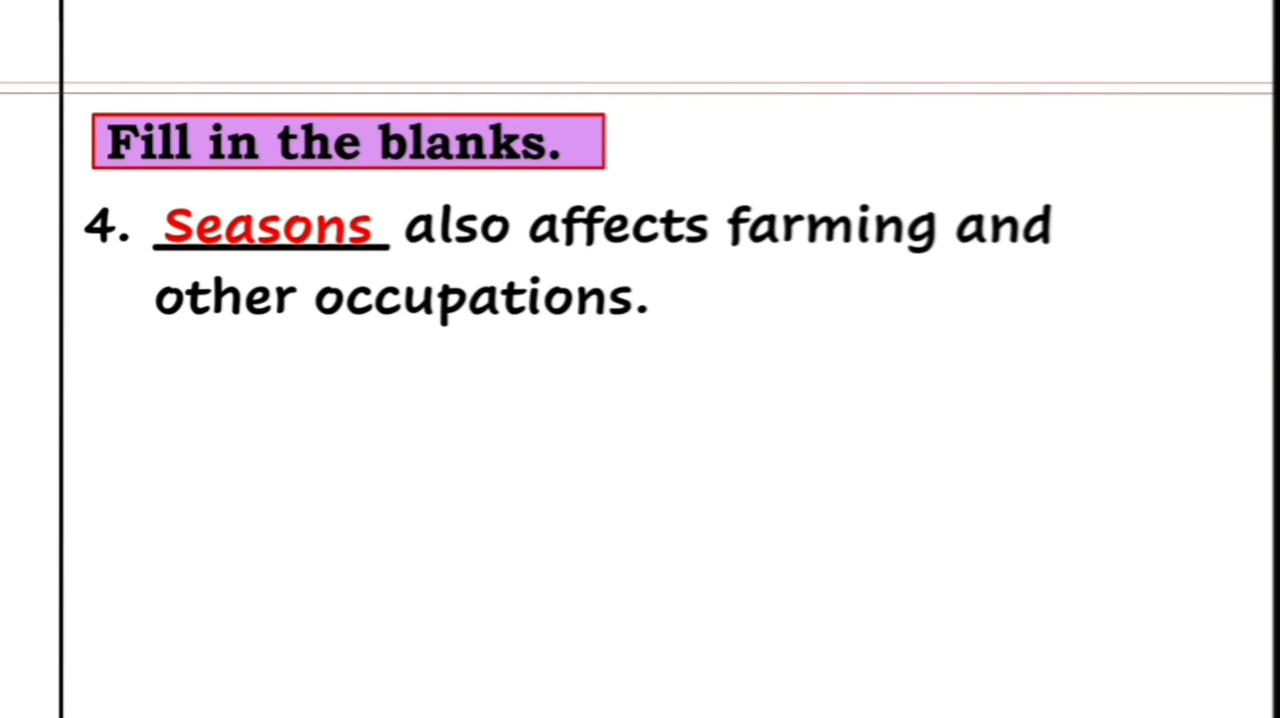 Fill in the blanks.
4. Seasons also affects farming and
other occupations.